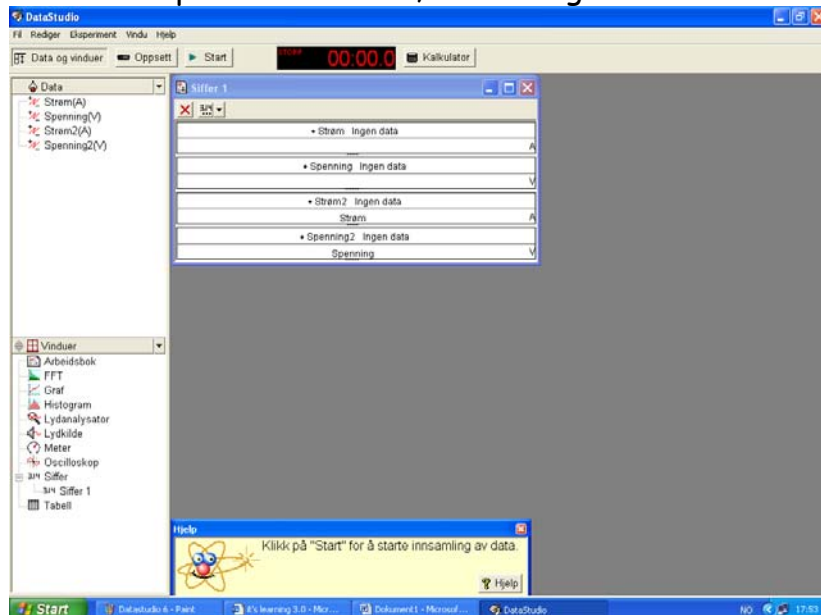 DataStudio
Fil Rediger Eksperiment Vindu Hjelp
Data og vinduer Oppsett Start 00:00.0 Kalkulator
Data
Strøm(A)
Spenning(V)
Strøm2(A)
Spenning2(V)
Siffer 1
Strøm Ingen data
A
Spenning Ingen data
V
Strøm2 Ingen data
Strøm A
Spenning2 Ingen data
Spenning V
Vinduer
Arbeidsbok
FFT
Graf
Histogram
Lydanalysator
Lydkilde
Meter
Oscilloskop
Siffer
Siffer 1
Tabell
Hjelp
Klikk på "Start" for å starte innsamling av data.
Hjelp
Start Datastudio 6 - Paint it's learning 3.0 - Micr... Dokument1 - Microsof... DataStudio NO 17:53